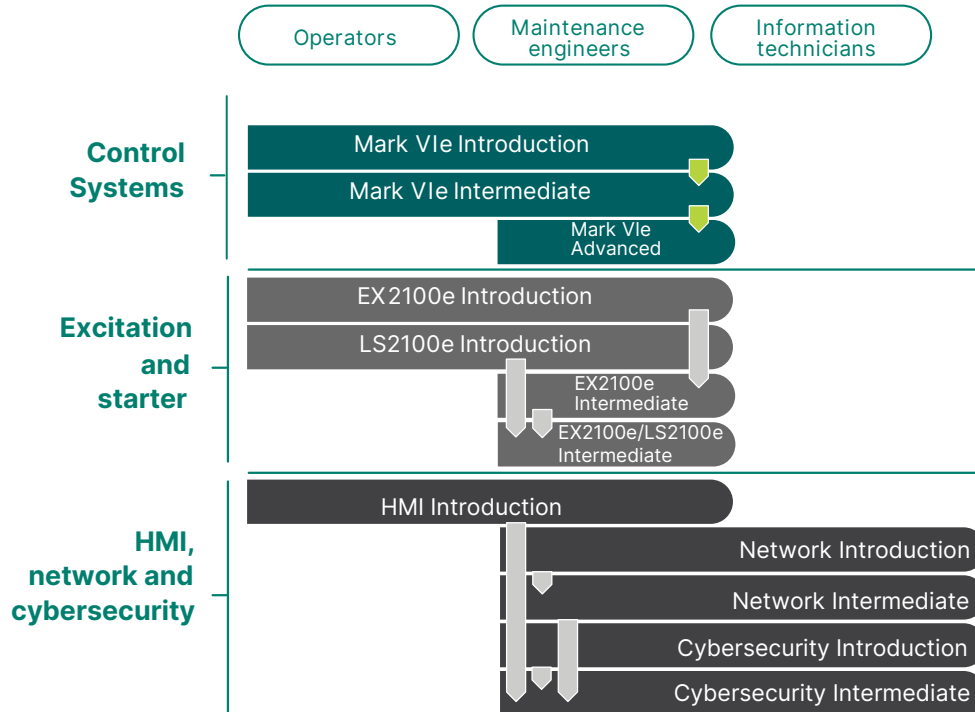 Operators
Maintenance
engineers
Information
technicians
Control
Systems
Mark VIe Introduction
Mark VIe Intermediate
Mark VIe
Advanced
Excitation
and
starter
EX2100e Introduction
LS2100e Introduction
EX2100e
Intermediate
EX2100e/LS2100e
Intermediate
HMI,
network and
cybersecurity
HMI Introduction
Network Introduction
Network Intermediate
Cybersecurity Introduction
Cybersecurity Intermediate